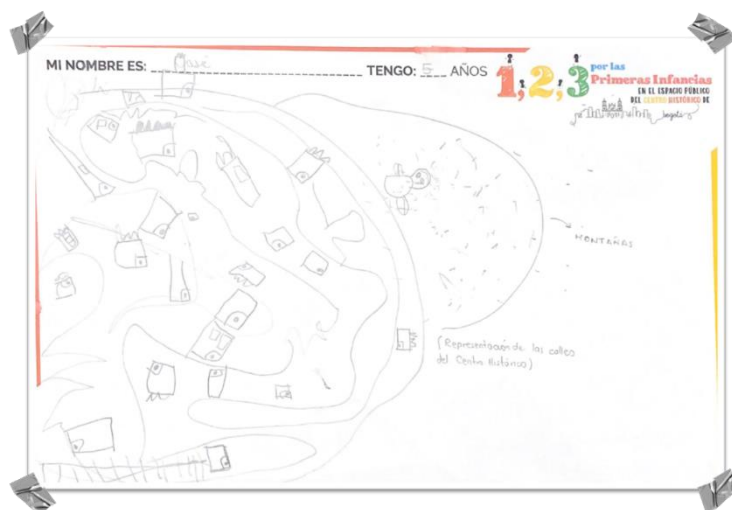 MI NOMBRE ES: José TENGO: 5 AÑOS
1, 2, 3 por las
Primeras Infancias
EN EL ESPACIO PÚBLICO
DEL CENTRO HISTÓRICO DE
bogotá
MONTAÑAS
(Representación de las calles
del Centro Histórico)